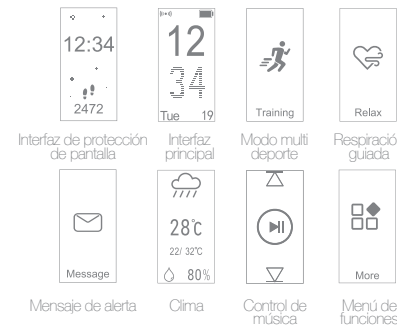 12:34
2472
Interfaz de protección
de pantalla
12
34
Tue 19
Interfaz
principal
Training
Modo multi
deporte
Relax
Respiració
guiada
Message
Mensaje de alerta
28°c
22/ 32°C
80%
Clima
Control de
música
More
Menú de
funciones